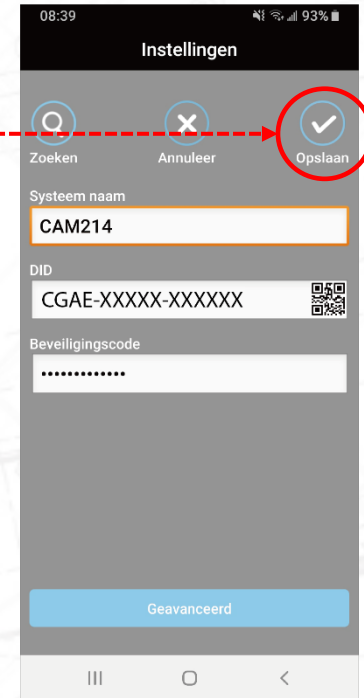 08:39 93%
Instellingen
Zoeken Annuleer Opslaan
Systeem naam
CAM214
DID
CGAE-XXXXX-XXXXXX
Beveiligingscode
•••••••••••••
Geavanceerd